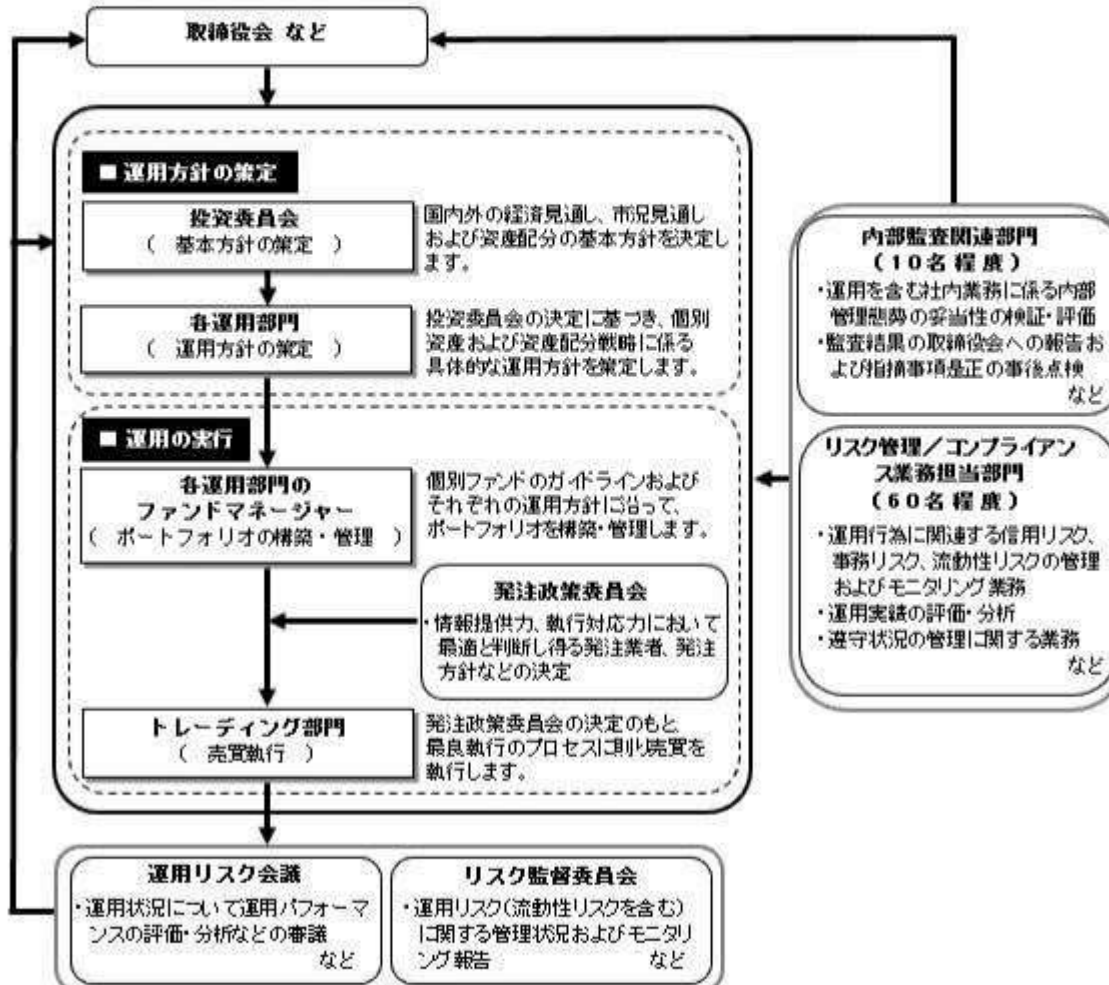 取締役会 など
■ 運用方針の策定
投資委員会
( 基本方針の策定 )
国内外の経済見通し、市況見通し
および資産配分の基本方針を決定し
ます。
各運用部門
( 運用方針の策定 )
投資委員会の決定に基づき、個別
資産および資産配分戦略に係る
具体的な運用方針を策定します。
■ 運用の実行
各運用部門の
ファンドマネージャー
( ポートフォリオの構築・管理 )
個別ファンドのガイドラインおよび
それぞれの運用方針に沿って、
ポートフォリオを構築・管理します。
発注政策委員会
・情報提供力、執行対応力において
最適と判断し得る発注業者、発注
方針などの決定
トレーディング部門
( 売買執行 )
発注政策委員会の決定のもと
最良執行のプロセスに則り売買を
執行します。
運用リスク会議
・運用状況について運用パフォーマ
ンスの評価・分析などの審議
など
リスク監督委員会
・運用リスク(流動性リスクを含む)
に関する管理状況およびモニタリ
ング報告 など
内部監査関連部門
(10名程度)
・運用を含む社内業務に係る内部
管理態勢の妥当性の検証・評価
・監査結果の取締役会への報告お
よび指摘事項是正の事後点検
など
リスク管理／コンプライアン
ス業務担当部門
(60名程度)
・運用行為に関連する信用リスク、
事務リスク、流動性リスクの管理
およびモニタリング業務
・運用実績の評価・分析
・遵守状況の管理に関する業務
など